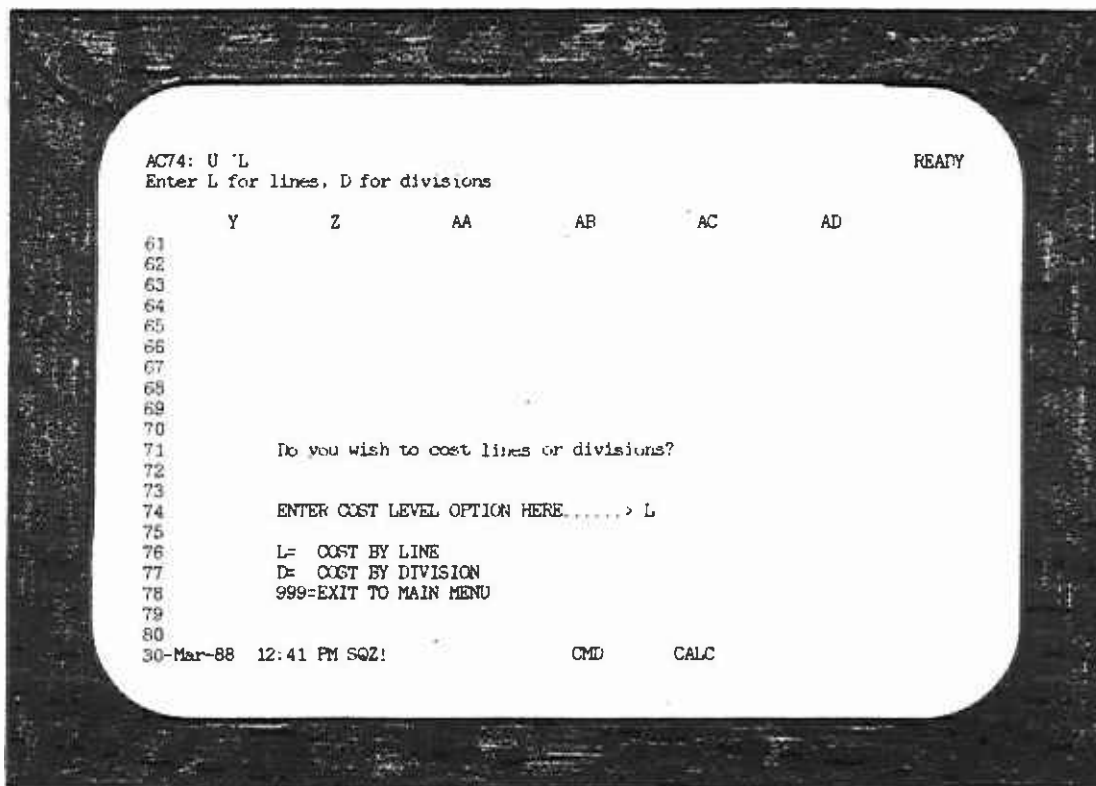 AC74: U 'L READY
Enter L for lines, D for divisions
Y Z AA AB AC AD
61
62
63
64
65
66
67
68
69
70
71 Do you wish to cost lines or divisions?
72
73
74 ENTER COST LEVEL OPTION HERE......> L
75
76 L= COST BY LINE
77 D= COST BY DIVISION
78 999=EXIT TO MAIN MENU
79
80
30-Mar-88 12:41 PM SQZ! CMD CALC